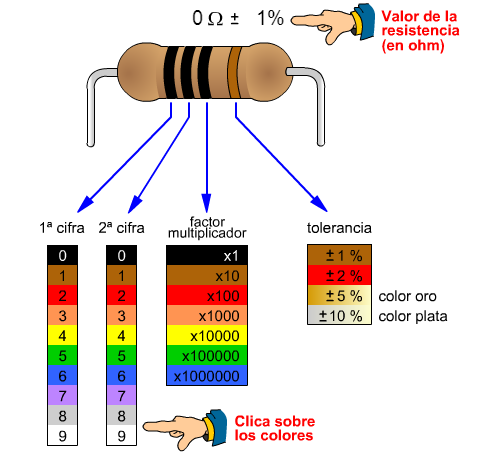 0 Ω ± 1%
Valor de la
resistencia
(en ohm)
1ª cifra
2ª cifra
factor
multiplicador
tolerancia
0 0 x1 ± 1 %
1 1 x10 ± 2 %
2 2 x100 ± 5 % color oro
3 3 x1000 ± 10 % color plata
4 4 x10000
5 5 x100000
6 6 x1000000
7 7
8 8
9 9
Clica sobre
los colores